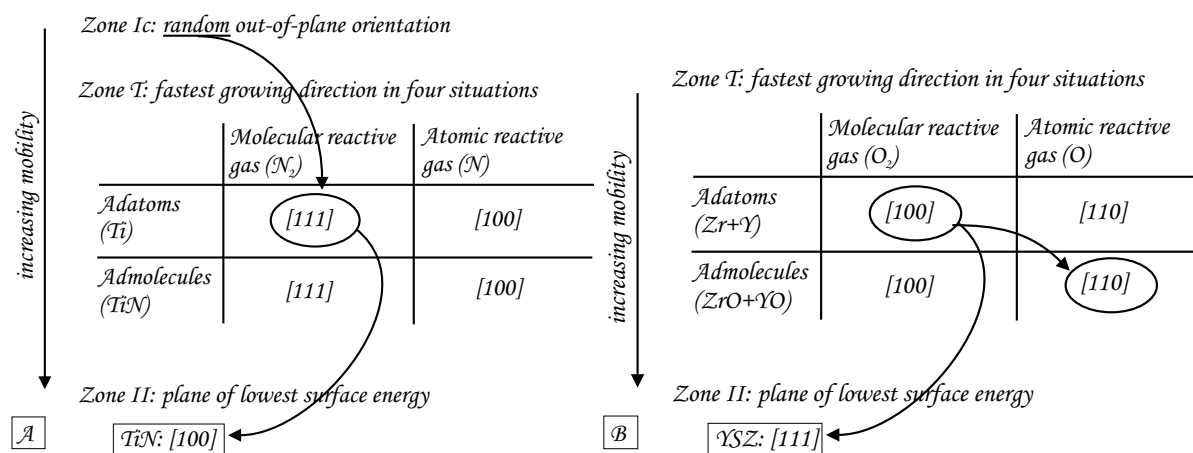 Zone Ic: random out-of-plane orientation
Zone T: fastest growing direction in four situations
Molecular reactive gas (N₂)
Atomic reactive gas (N)
Adatoms (Ti)
[111]
[100]
Admolecules (TiN)
[111]
[100]
Zone II: plane of lowest surface energy
TiN: [100]
increasing mobility
A
Zone T: fastest growing direction in four situations
Molecular reactive gas (O₂)
Atomic reactive gas (O)
Adatoms (Zr+Y)
[100]
[110]
Admolecules (ZrO+YO)
[100]
[110]
Zone II: plane of lowest surface energy
YSZ: [111]
increasing mobility
B